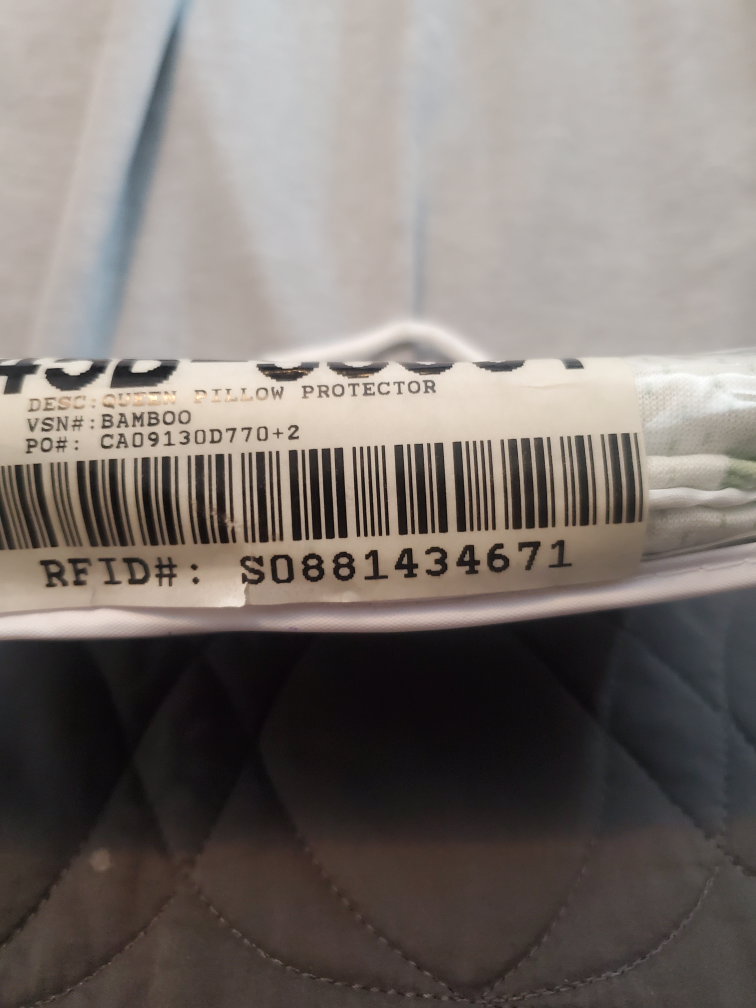 DESC:QUEEN PILLOW PROTECTOR
VSN#:BAMBOO
PO#: CA09130D770+2
RFID#: S0881434671